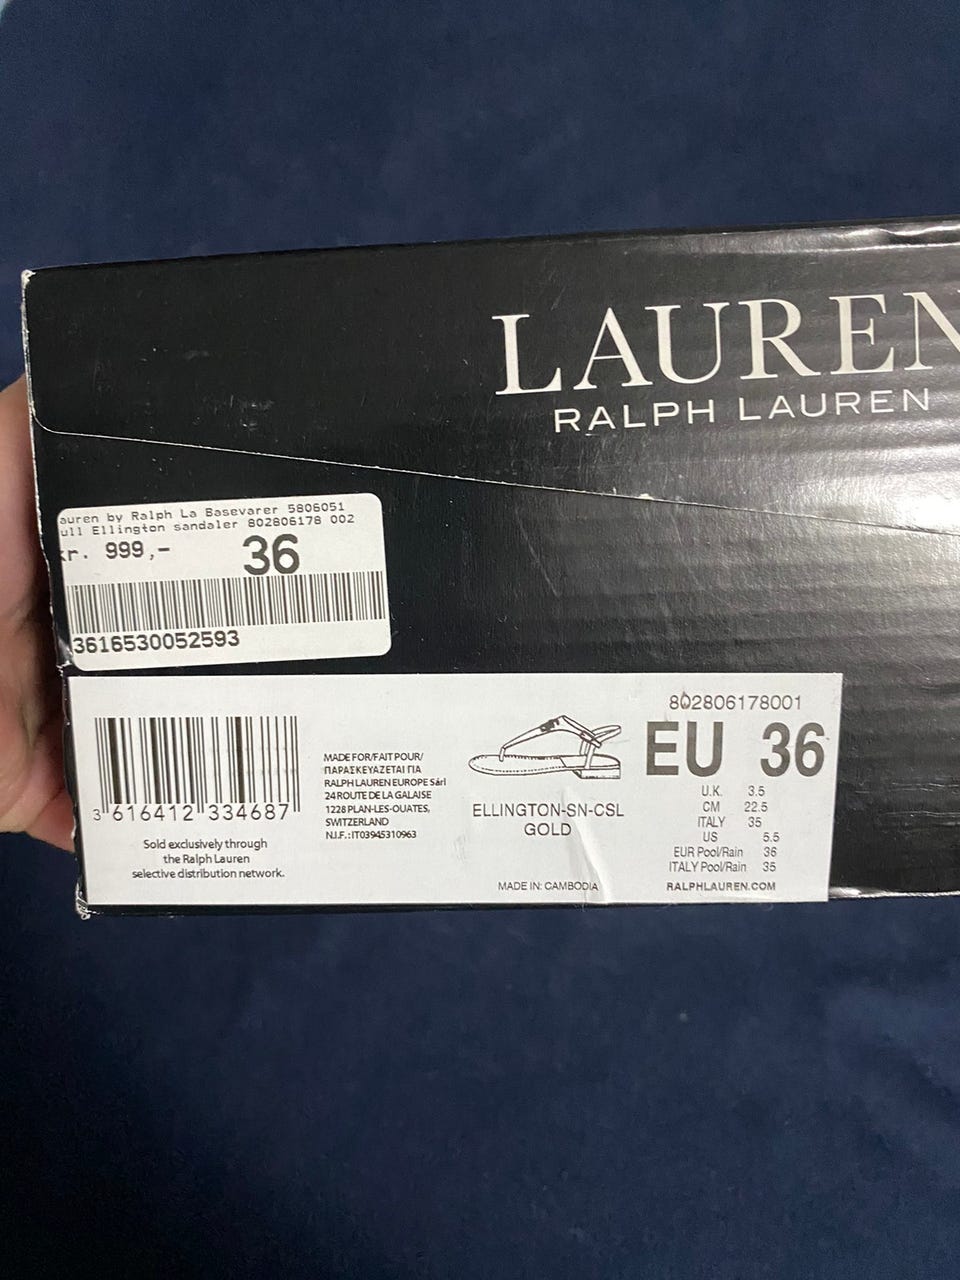 LAUREN
RALPH LAUREN
auren by Ralph La Basevarer 5806051
ull Ellington sandaler 802806178 002
kr. 999,- 36
3616530052593
3 616412 334687
Sold exclusively through
the Ralph Lauren
selective distribution network.
MADE FOR/FAIT POUR/
ΠΑΡΑΣΚΕΥΑΖΕΤΑΙ ΓΙΑ
RALPH LAUREN EUROPE Sàrl
24 ROUTE DE LA GALAISE
1228 PLAN-LES-OUATES,
SWITZERLAND
N.I.F.: IT03945310963
ELLINGTON-SN-CSL
GOLD
MADE IN: CAMBODIA
802806178001
EU 36
U.K. 3.5
CM 22.5
ITALY 35
US 5.5
EUR Pool/Rain 36
ITALY Pool/Rain 35
RALPHLAUREN.COM